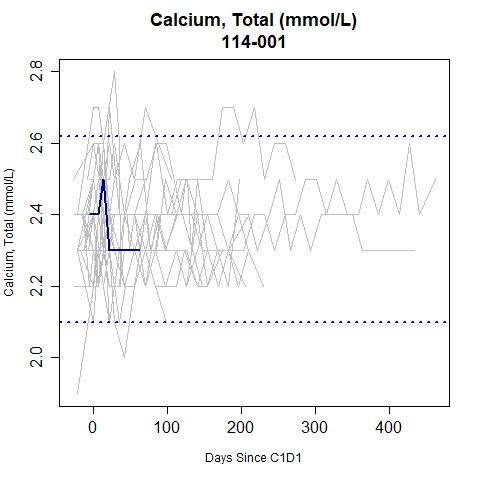 Calcium, Total (mmol/L)
114-001
Calcium, Total (mmol/L)
2.8
2.6
2.4
2.2
2.0
0 100 200 300 400
Days Since C1D1